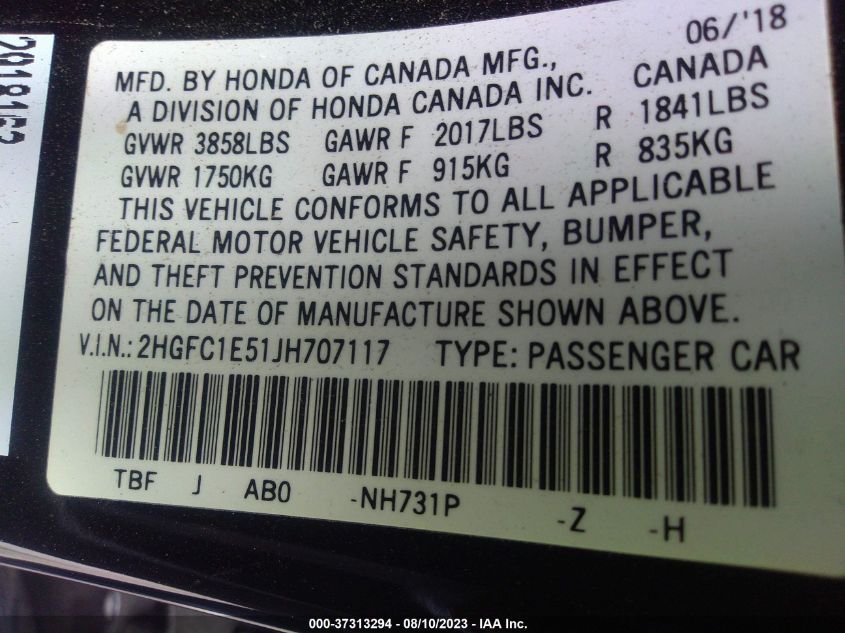 06/'18
MFD. BY HONDA OF CANADA MFG., CANADA
A DIVISION OF HONDA CANADA INC.
GVWR 3858LBS GAWR F 2017LBS R 1841LBS
GVWR 1750KG GAWR F 915KG R 835KG
THIS VEHICLE CONFORMS TO ALL APPLICABLE
FEDERAL MOTOR VEHICLE SAFETY, BUMPER,
AND THEFT PREVENTION STANDARDS IN EFFECT
ON THE DATE OF MANUFACTURE SHOWN ABOVE.
V.I.N.: 2HGFC1E51JH707117 TYPE: PASSENGER CAR
TBF J AB0 -NH731P -Z -H
000-37313294 - 08/10/2023 - IAA Inc.